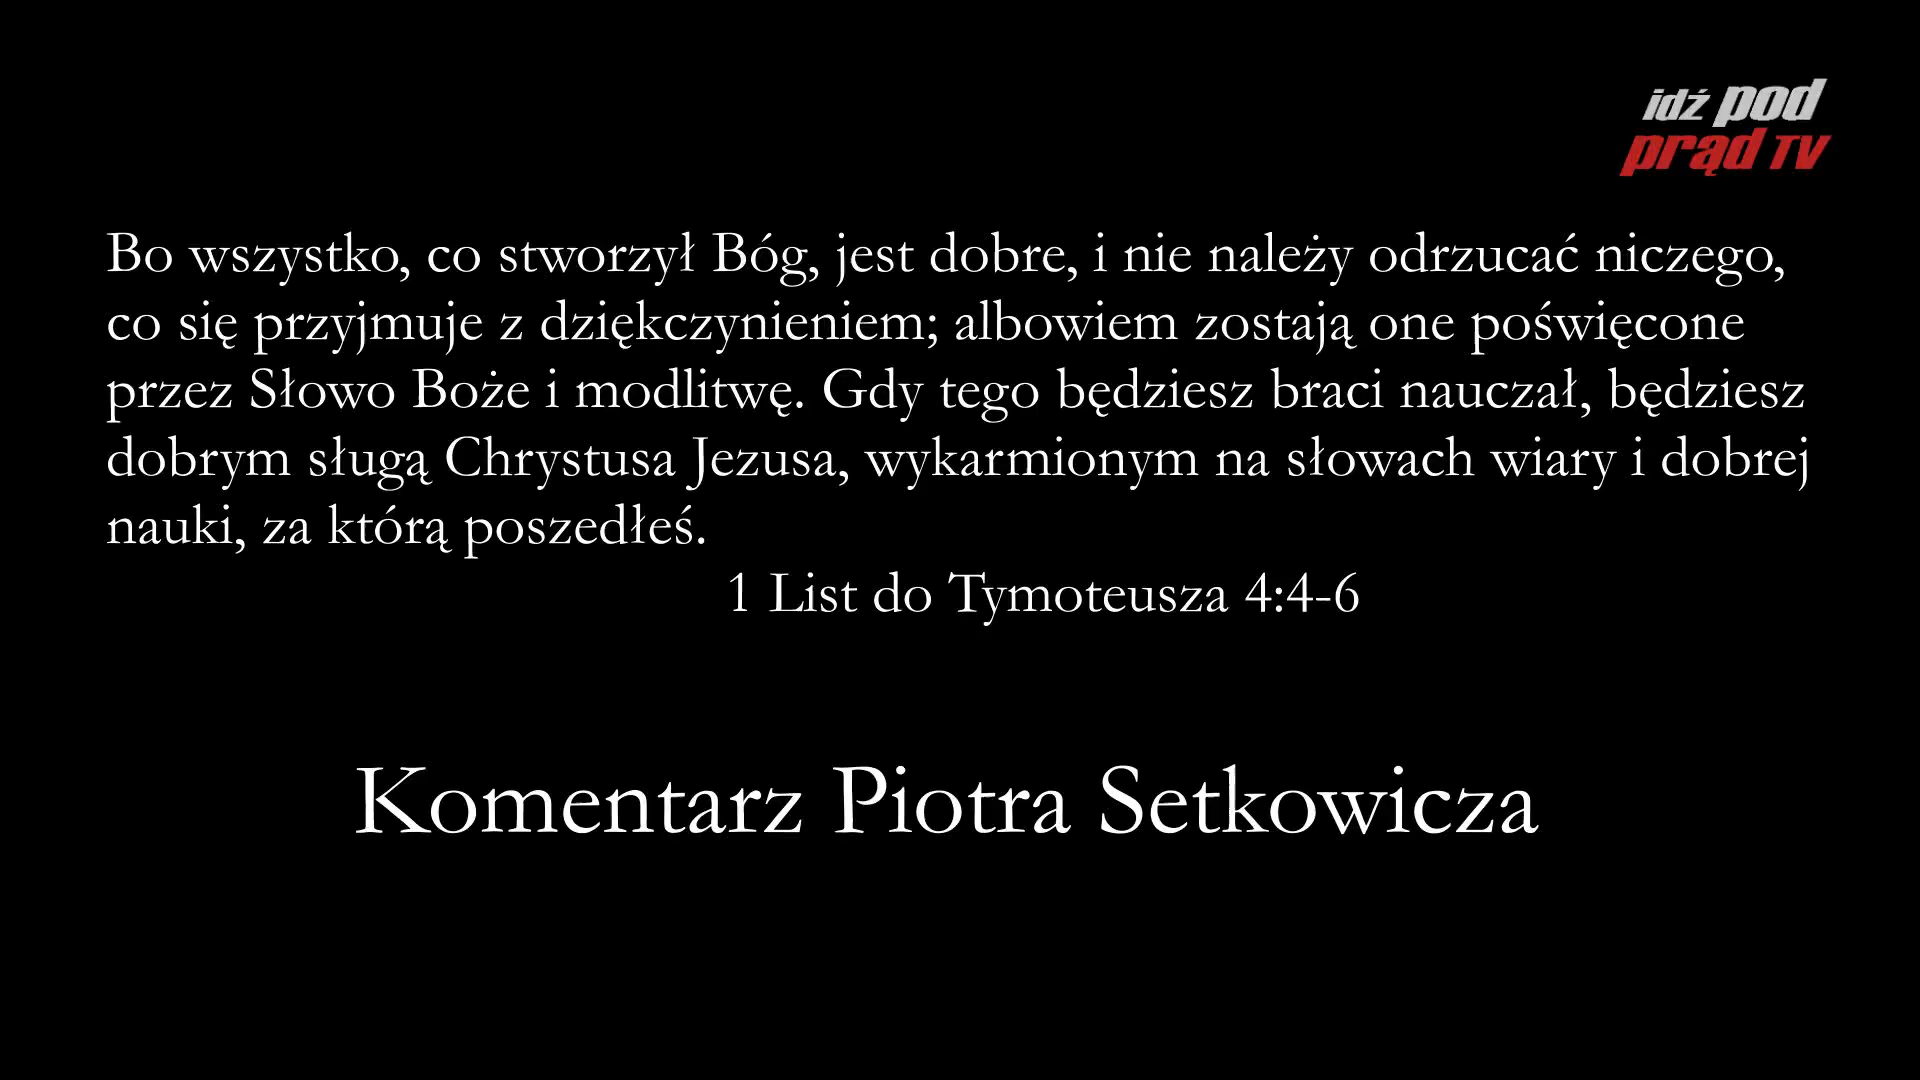 idź pod
prąd TV
Bo wszystko, co stworzył Bóg, jest dobre, i nie należy odrzucać niczego,
co się przyjmuje z dziękczynieniem; albowiem zostają one poświęcone
przez Słowo Boże i modlitwę. Gdy tego będziesz braci nauczał, będziesz
dobrym sługą Chrystusa Jezusa, wykarmionym na słowach wiary i dobrej
nauki, za którą poszedłeś.
1 List do Tymoteusza 4:4-6
Komentarz Piotra Setkowicza